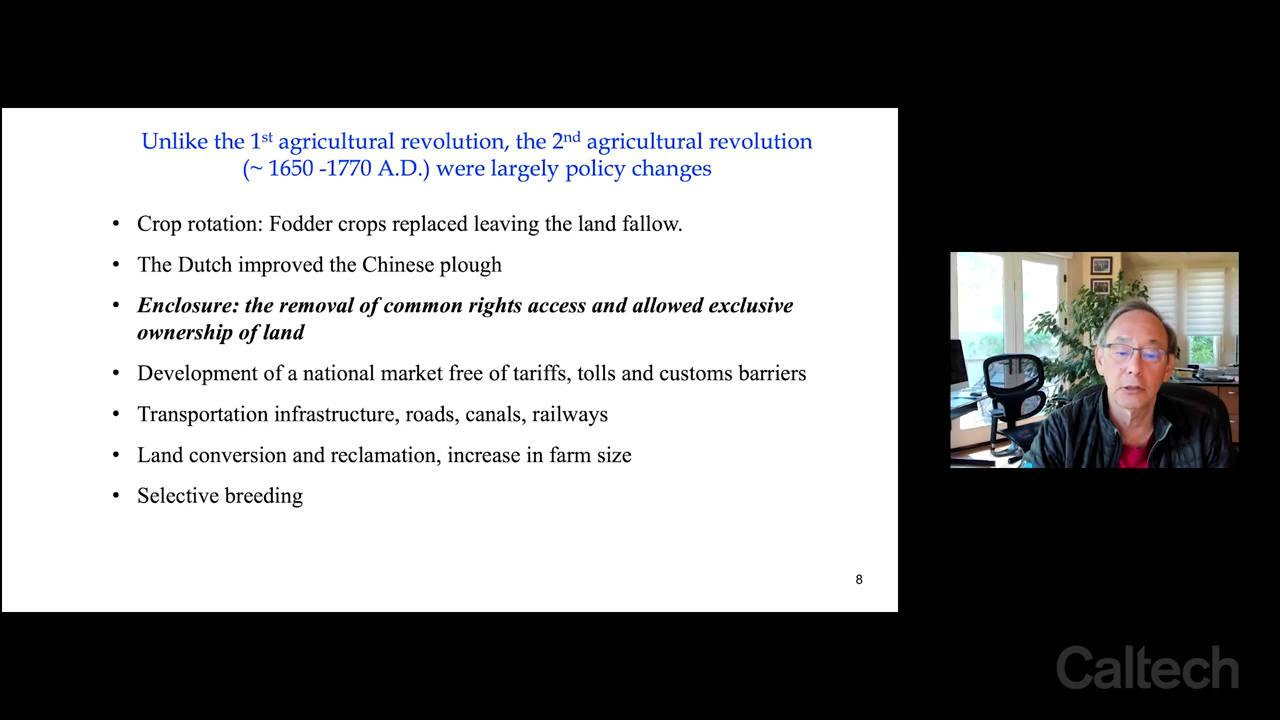 Unlike the 1st agricultural revolution, the 2nd agricultural revolution
(~ 1650 -1770 A.D.) were largely policy changes
• Crop rotation: Fodder crops replaced leaving the land fallow.
• The Dutch improved the Chinese plough
• Enclosure: the removal of common rights access and allowed exclusive
ownership of land
• Development of a national market free of tariffs, tolls and customs barriers
• Transportation infrastructure, roads, canals, railways
• Land conversion and reclamation, increase in farm size
• Selective breeding
8
Caltech